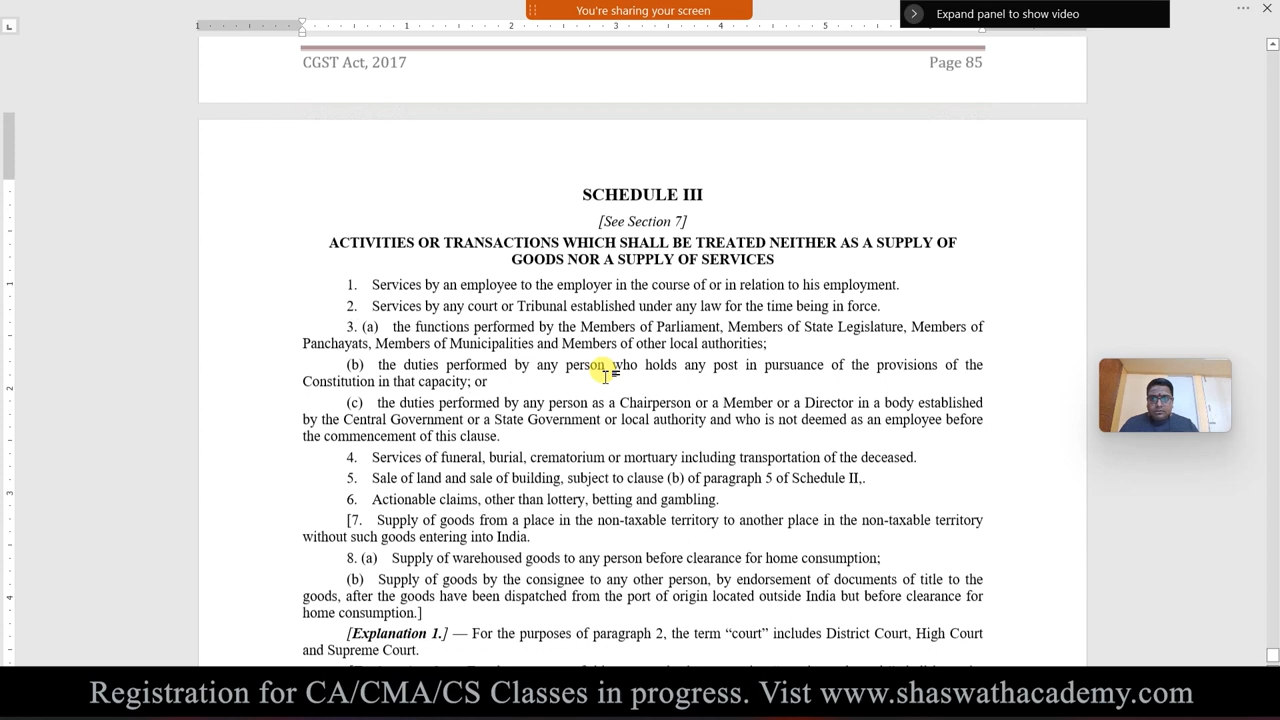 You're sharing your screen
Expand panel to show video
CGST Act, 2017 Page 85
SCHEDULE III
[See Section 7]
ACTIVITIES OR TRANSACTIONS WHICH SHALL BE TREATED NEITHER AS A SUPPLY OF
GOODS NOR A SUPPLY OF SERVICES
1. Services by an employee to the employer in the course of or in relation to his employment.
2. Services by any court or Tribunal established under any law for the time being in force.
3. (a) the functions performed by the Members of Parliament, Members of State Legislature, Members of
Panchayats, Members of Municipalities and Members of other local authorities;
(b) the duties performed by any person who holds any post in pursuance of the provisions of the
Constitution in that capacity; or
(c) the duties performed by any person as a Chairperson or a Member or a Director in a body established
by the Central Government or a State Government or local authority and who is not deemed as an employee before
the commencement of this clause.
4. Services of funeral, burial, crematorium or mortuary including transportation of the deceased.
5. Sale of land and sale of building, subject to clause (b) of paragraph 5 of Schedule II,.
6. Actionable claims, other than lottery, betting and gambling.
[7. Supply of goods from a place in the non-taxable territory to another place in the non-taxable territory
without such goods entering into India.
8. (a) Supply of warehoused goods to any person before clearance for home consumption;
(b) Supply of goods by the consignee to any other person, by endorsement of documents of title to the
goods, after the goods have been dispatched from the port of origin located outside India but before clearance for
home consumption.]
[Explanation 1.] — For the purposes of paragraph 2, the term “court” includes District Court, High Court
and Supreme Court.
Registration for CA/CMA/CS Classes in progress. Vist www.shaswathacademy.com